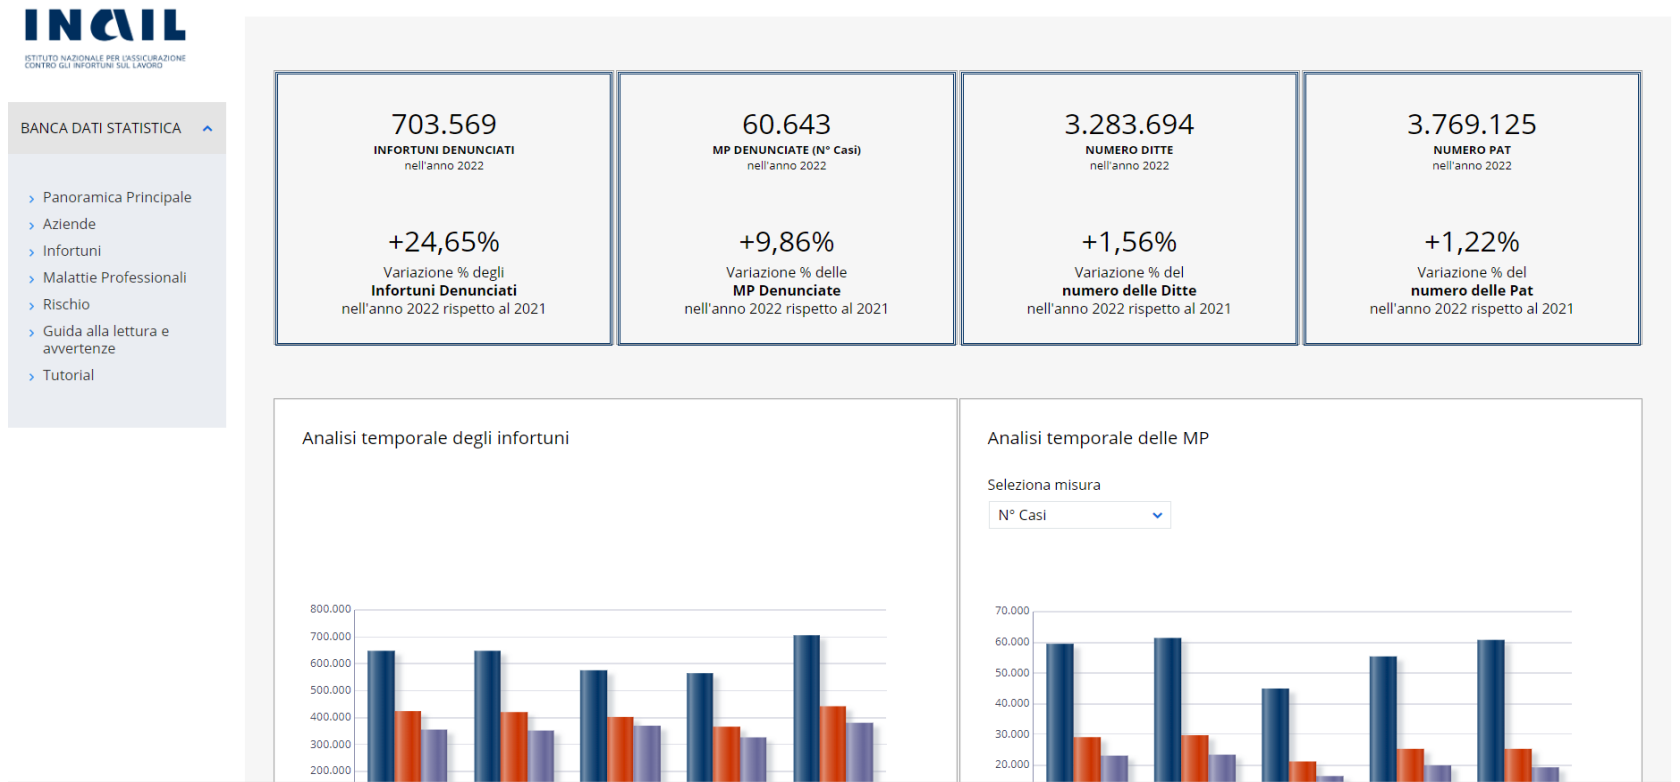 INAIL
ISTITUTO NAZIONALE PER L'ASSICURAZIONE
CONTRO GLI INFORTUNI SUL LAVORO
BANCA DATI STATISTICA
Panoramica Principale
Aziende
Infortuni
Malattie Professionali
Rischio
Guida alla lettura e
avvertenze
Tutorial
703.569
INFORTUNI DENUNCIATI
nell'anno 2022
+24,65%
Variazione % degli
Infortuni Denunciati
nell'anno 2022 rispetto al 2021
60.643
MP DENUNCIATE (N° Casi)
nell'anno 2022
+9,86%
Variazione % delle
MP Denunciate
nell'anno 2022 rispetto al 2021
3.283.694
NUMERO DITTE
nell'anno 2022
+1,56%
Variazione % del
numero delle Ditte
nell'anno 2022 rispetto al 2021
3.769.125
NUMERO PAT
nell'anno 2022
+1,22%
Variazione % del
numero delle Pat
nell'anno 2022 rispetto al 2021
Analisi temporale degli infortuni
800.000
700.000
600.000
500.000
400.000
300.000
200.000
Analisi temporale delle MP
Seleziona misura
N° Casi
70.000
60.000
50.000
40.000
30.000
20.000